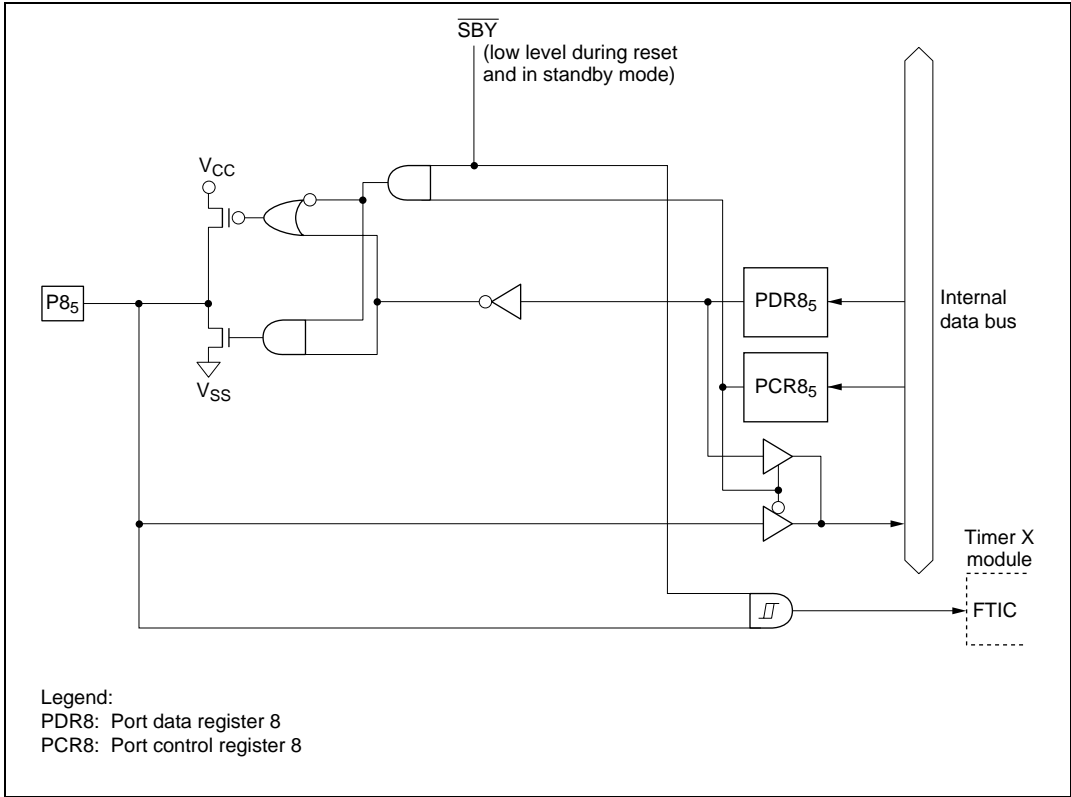 SBY
(low level during reset
and in standby mode)
VCC
P85
VSS
PDR85
PCR85
Internal
data bus
Timer X
module
FTIC
Legend:
PDR8: Port data register 8
PCR8: Port control register 8